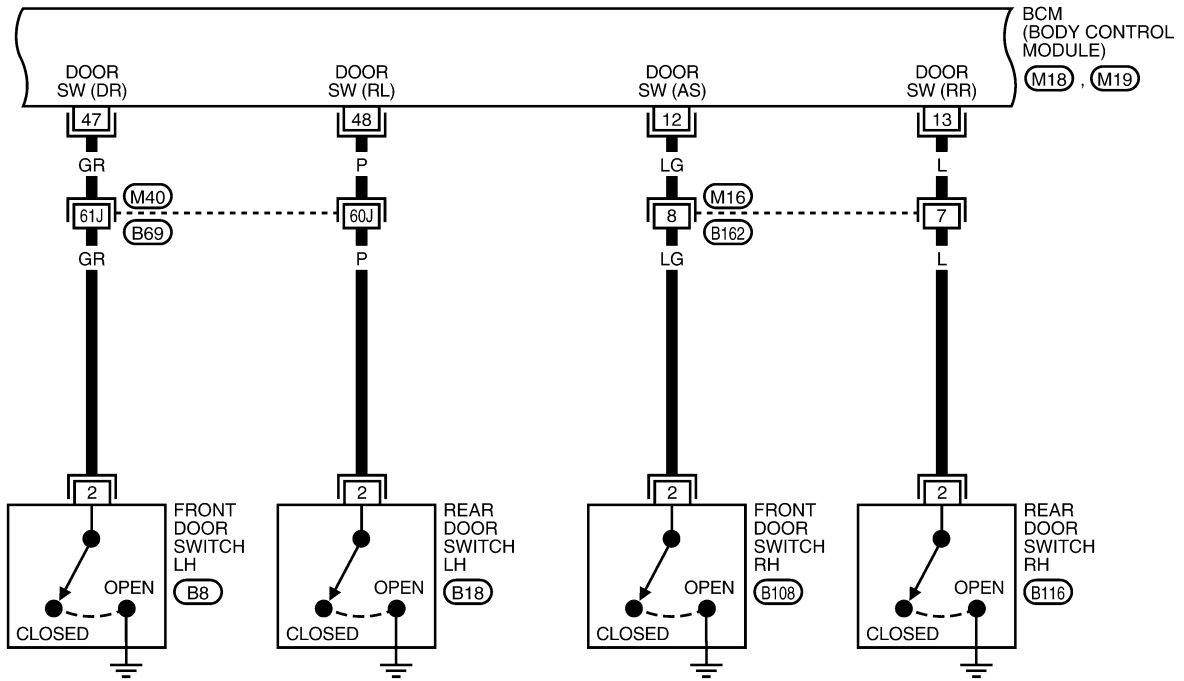 BCM
(BODY CONTROL
MODULE)
M18 , M19
DOOR
SW (DR)
DOOR
SW (RL)
DOOR
SW (AS)
DOOR
SW (RR)
47
48
12
13
GR
P
LG
L
M40
M16
61J
60J
8
7
B69
B162
GR
P
LG
L
2
2
2
2
FRONT
DOOR
SWITCH
LH
B8
OPEN
CLOSED
REAR
DOOR
SWITCH
LH
B18
OPEN
CLOSED
FRONT
DOOR
SWITCH
RH
B108
OPEN
CLOSED
REAR
DOOR
SWITCH
RH
B116
OPEN
CLOSED